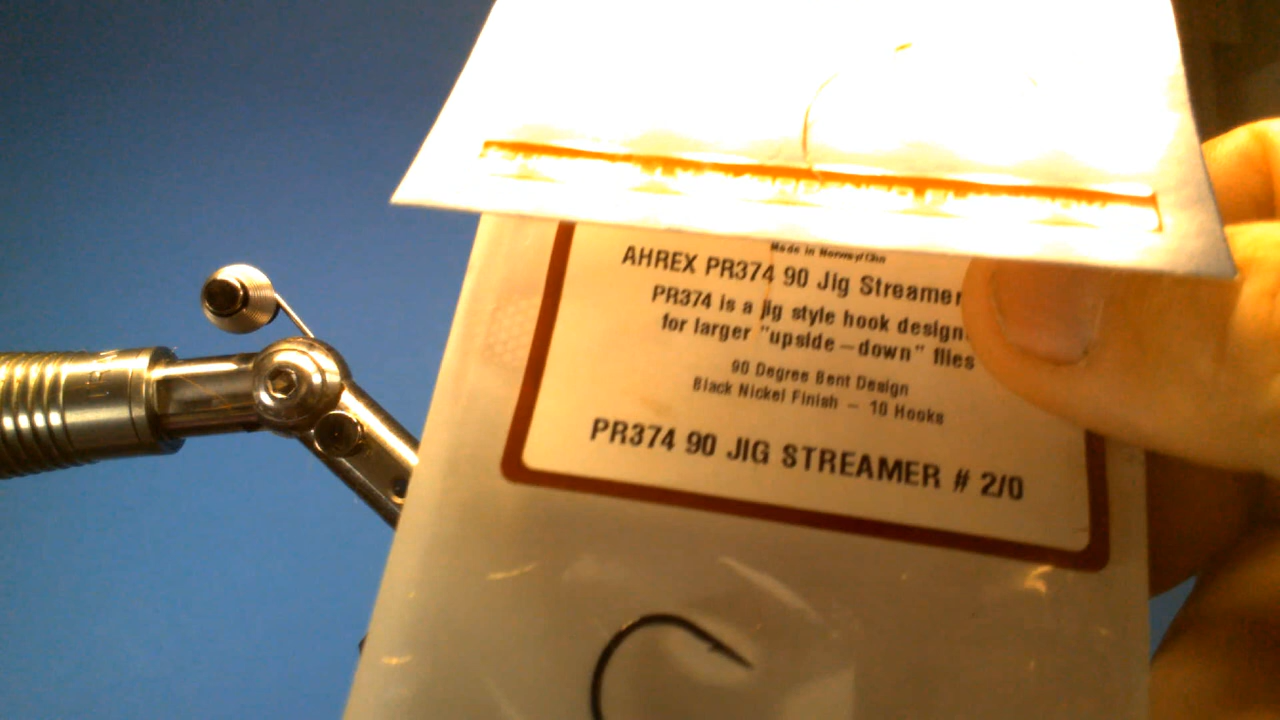 Made in Norway/Chn
AHREX PR374 90 Jig Streamer
PR374 is a jig style hook design
for larger "upside-down" flies
90 Degree Bent Design
Black Nickel Finish - 10 Hooks
PR374 90 JIG STREAMER # 2/0